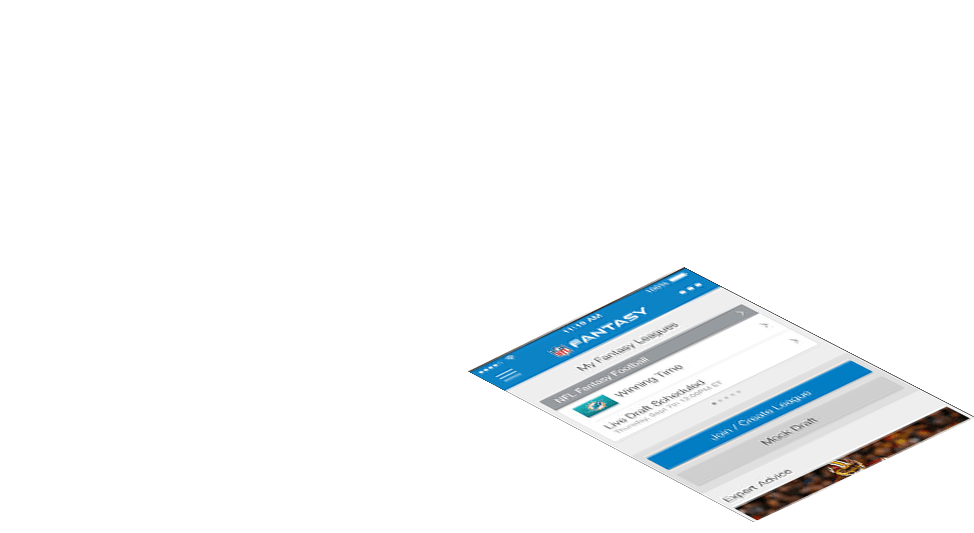 11:19 AM
100%
NFL FANTASY
My Fantasy Leagues
NFL Fantasy Football
Winning Time
Live Draft Scheduled
Thursday, Sept 7th 12:00PM ET
Join / Create League
Mock Draft
Expert Advice